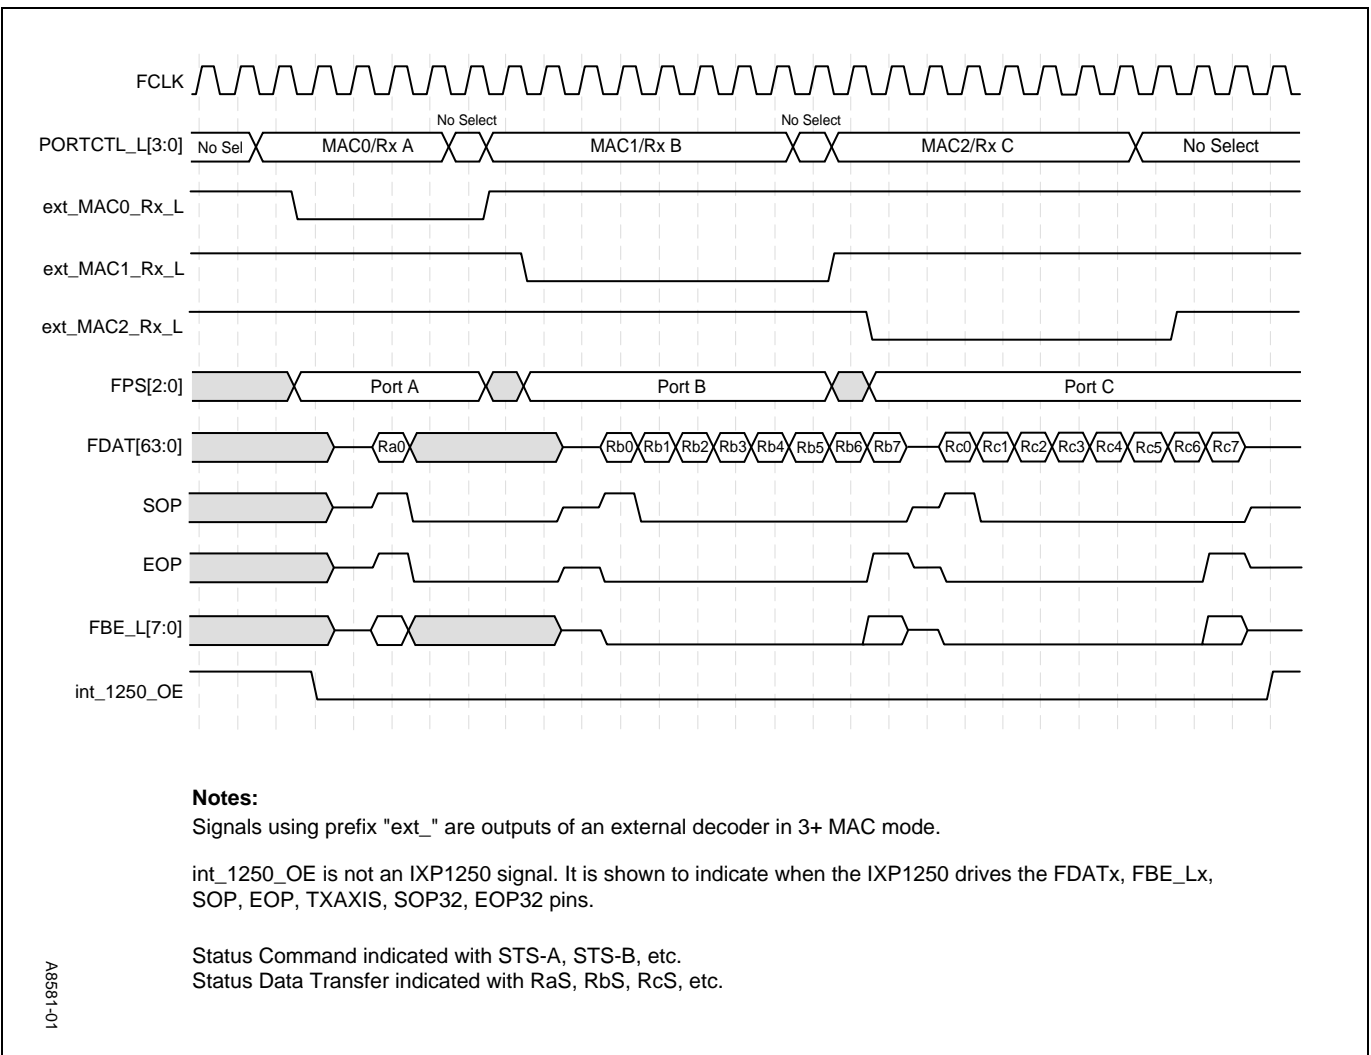 FCLK
No Select No Select
PORTCTL_L[3:0] No Sel MAC0/Rx A MAC1/Rx B MAC2/Rx C No Select
ext_MAC0_Rx_L
ext_MAC1_Rx_L
ext_MAC2_Rx_L
FPS[2:0] Port A Port B Port C
FDAT[63:0] Ra0 Rb0 Rb1 Rb2 Rb3 Rb4 Rb5 Rb6 Rb7 Rc0 Rc1 Rc2 Rc3 Rc4 Rc5 Rc6 Rc7
SOP
EOP
FBE_L[7:0]
int_1250_OE
Notes:
Signals using prefix "ext_" are outputs of an external decoder in 3+ MAC mode.
int_1250_OE is not an IXP1250 signal. It is shown to indicate when the IXP1250 drives the FDATx, FBE_Lx,
SOP, EOP, TXAXIS, SOP32, EOP32 pins.
Status Command indicated with STS-A, STS-B, etc.
Status Data Transfer indicated with RaS, RbS, RcS, etc.
A8581-01